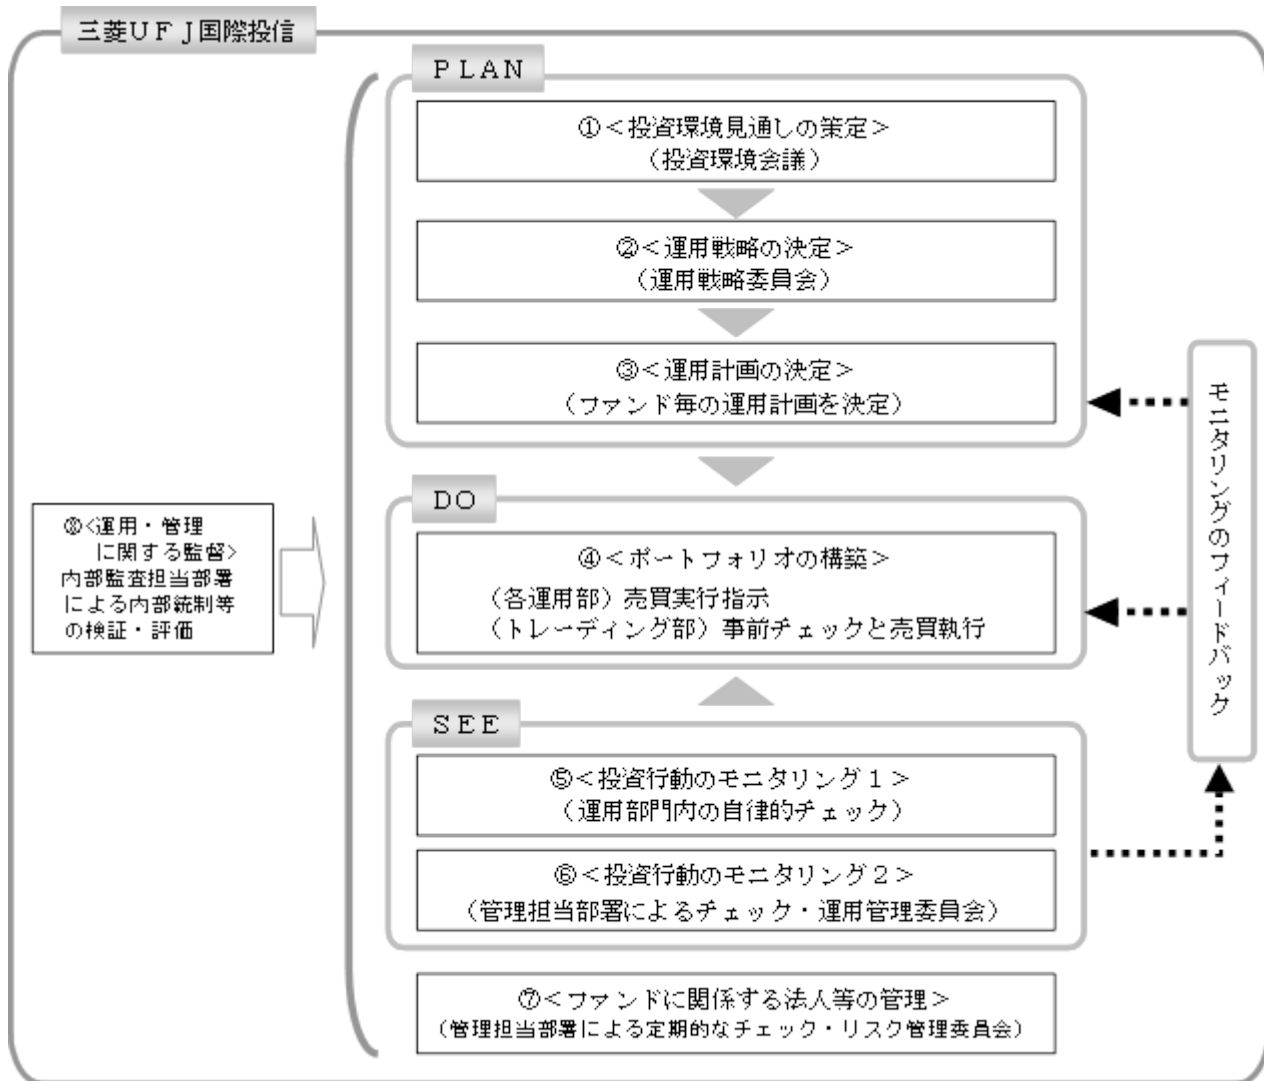 三菱UFJ国際投信
PLAN
①<投資環境見通しの策定>
(投資環境会議)
②<運用戦略の決定>
(運用戦略委員会)
③<運用計画の決定>
(ファンド毎の運用計画を決定)
DO
④<ポートフォリオの構築>
(各運用部)売買実行指示
(トレーディング部)事前チェックと売買執行
SEE
⑤<投資行動のモニタリング1>
(運用部門内の自律的チェック)
⑥<投資行動のモニタリング2>
(管理担当部署によるチェック・運用管理委員会)
⑦<ファンドに関係する法人等の管理>
(管理担当部署による定期的なチェック・リスク管理委員会)
⑧<運用・管理
に関する監督>
内部監査担当部署
による内部統制等
の検証・評価
モニタリングのフィードバック